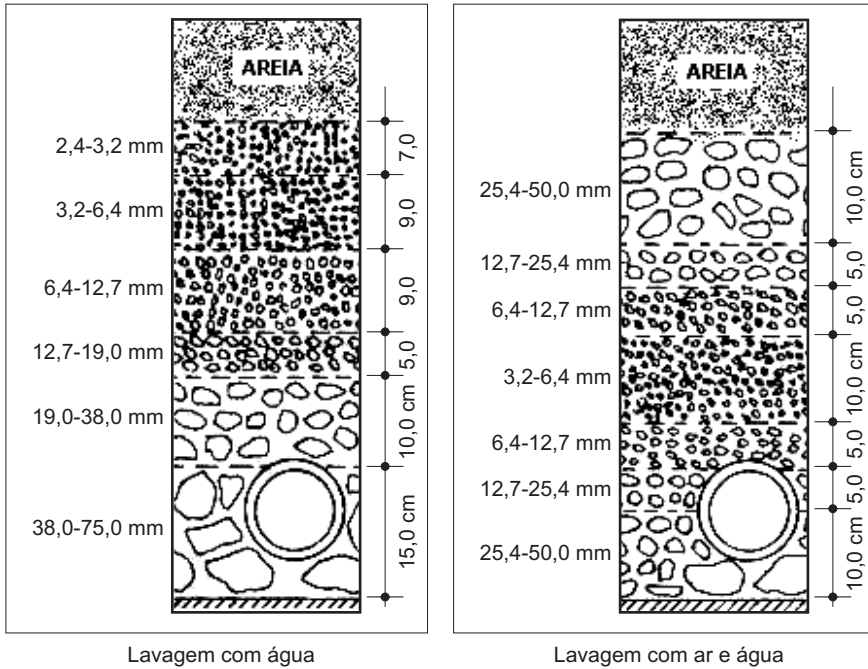 AREIA
2,4-3,2 mm
7,0
3,2-6,4 mm
9,0
6,4-12,7 mm
9,0
12,7-19,0 mm
5,0
19,0-38,0 mm
10,0 cm
38,0-75,0 mm
15,0 cm
Lavagem com água
AREIA
25,4-50,0 mm
10,0 cm
12,7-25,4 mm
5,0
6,4-12,7 mm
5,0
3,2-6,4 mm
10,0 cm
6,4-12,7 mm
5,0
12,7-25,4 mm
5,0
25,4-50,0 mm
10,0 cm
Lavagem com ar e água